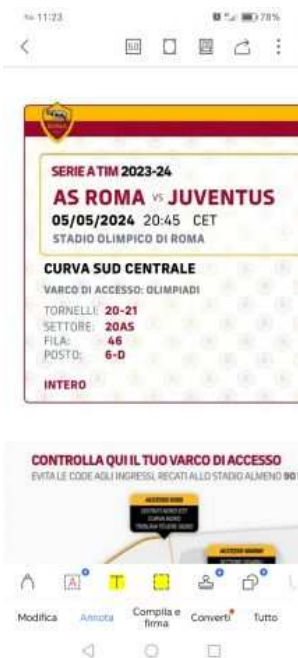 11:23
78%
ROMA
SERIE A TIM 2023-24
AS ROMA VS JUVENTUS
05/05/2024 20:45 CET
STADIO OLIMPICO DI ROMA
CURVA SUD CENTRALE
VARCO DI ACCESSO: OLIMPIADI
TORNELLI: 20-21
SETTORE: 20AS
FILA: 46
POSTO: 6-D
INTERO
CONTROLLA QUI IL TUO VARCO DI ACCESSO
EVITA LE CODE AGLI INGRESSI, RECATI ALLO STADIO ALMENO 90
Modifica Annota Compila e firma Converti Tutto